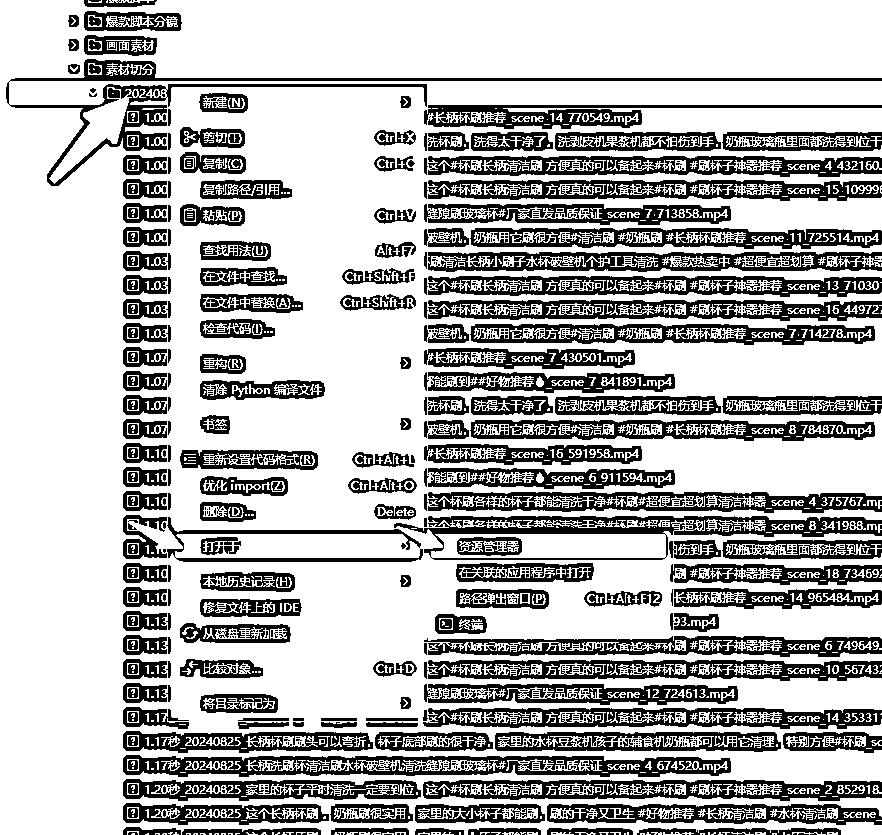 爆款脚本分镜
画面素材
素材切分
202408
新建(N)
剪切(T) Ctrl+X
复制(C) Ctrl+C
复制路径/引用...
粘贴(P) Ctrl+V
查找用法(U) Alt+F7
在文件中查找... Ctrl+Shift+F
在文件中替换(A)... Ctrl+Shift+R
检查代码(I)...
重构(R)
清除 Python 编译文件
书签
重新设置代码格式(R) Ctrl+Alt+L
优化 import(Z) Ctrl+Alt+O
删除(D)... Delete
打开于
本地历史记录(H)
修复文件上的 IDE
从磁盘重新加载
比较对象... Ctrl+D
将目录标记为
资源管理器
在关联的应用程序中打开
路径弹出窗口(P) Ctrl+Alt+F12
终端
1.00 #长柄杯刷推荐_scene_14_770549.mp4
1.00 洗杯刷，洗得太干净了，洗剥皮机果浆机都不怕伤到手，奶瓶玻璃瓶里面都洗得到位干
1.00 这个#杯刷长柄清洁刷 方便真的可以备起来#杯刷 #刷杯子神器推荐_scene_4_432160.
1.00 这个#杯刷长柄清洁刷 方便真的可以备起来#杯刷 #刷杯子神器推荐_scene_15_109996
1.00 缝隙刷玻璃杯#厂家直发品质保证_scene_7_713858.mp4
1.00 破壁机，奶瓶用它刷很方便#清洁刷 #奶瓶刷 #长柄杯刷推荐_scene_11_725514.mp4
1.03 刷清洁长柄小刷子水杯破壁机个护工具清洗 #爆款热卖中 #超便宜超划算 #刷杯子神器
1.03 这个#杯刷长柄清洁刷 方便真的可以备起来#杯刷 #刷杯子神器推荐_scene_13_710301
1.03 这个#杯刷长柄清洁刷 方便真的可以备起来#杯刷 #刷杯子神器推荐_scene_16_449727
1.03 破壁机，奶瓶用它刷很方便#清洁刷 #奶瓶刷 #长柄杯刷推荐_scene_7_714278.mp4
1.07 #长柄杯刷推荐_scene_7_430501.mp4
1.07 都能刷到##好物推荐_scene_7_841891.mp4
1.07 洗杯刷，洗得太干净了，洗剥皮机果浆机都不怕伤到手，奶瓶玻璃瓶里面都洗得到位干
1.07 破壁机，奶瓶用它刷很方便#清洁刷 #奶瓶刷 #长柄杯刷推荐_scene_8_784870.mp4
1.10 #长柄杯刷推荐_scene_16_591958.mp4
1.10 都能刷到##好物推荐_scene_6_911594.mp4
1.10 这个杯刷各样的杯子都能清洗干净#杯刷#超便宜超划算清洁神器_scene_4_375767.mp4
1.10 这个杯刷各样的杯子都能清洗干净#杯刷#超便宜超划算清洁神器_scene_8_341988.mp4
伤到手，奶瓶玻璃瓶里面都洗得到位干
1.10 刷 #刷杯子神器推荐_scene_18_734692
1.10 长柄杯刷推荐_scene_14_965484.mp4
1.13 93.mp4
1.13 这个#杯刷长柄清洁刷 方便真的可以备起来#杯刷 #刷杯子神器推荐_scene_6_749649.
1.13 这个#杯刷长柄清洁刷 方便真的可以备起来#杯刷 #刷杯子神器推荐_scene_10_567432
1.13 缝隙刷玻璃杯#厂家直发品质保证_scene_12_724613.mp4
1.17 这个#杯刷长柄清洁刷 方便真的可以备起来#杯刷 #刷杯子神器推荐_scene_14_353317
1.17秒_20240825_长柄杯刷刷头可以弯折，杯子底部刷的很干净，家里的水杯豆浆机孩子的辅食机奶瓶都可以用它清理，特别方便#杯刷_sc
1.17秒_20240825_长柄洗刷杯清洁刷水杯破壁机清洗缝隙刷玻璃杯#厂家直发品质保证_scene_4_674520.mp4
1.20秒_20240825_家里的杯子平时清洗一定要到位，这个#杯刷长柄清洁刷 方便真的可以备起来#杯刷 #刷杯子神器推荐_scene_2_852918.
1.20秒_20240825_这个长柄杯刷，奶瓶刷很实用，家里的大小杯子都能刷，刷的干净又卫生 #好物推荐 #长柄清洁刷 #水杯清洁刷_scene_